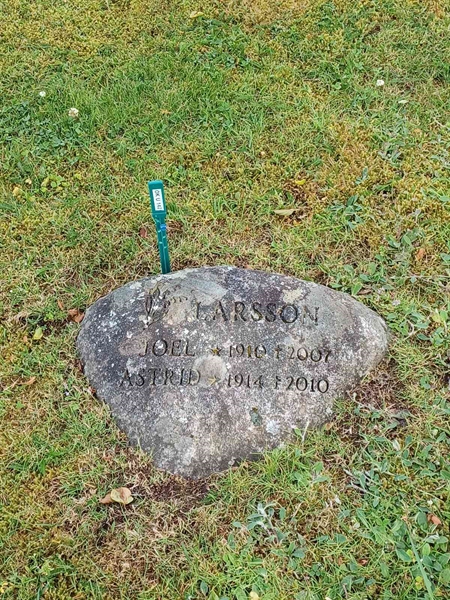 LARSSON
JOEL * 1910 † 2007
ASTRID * 1914 † 2010